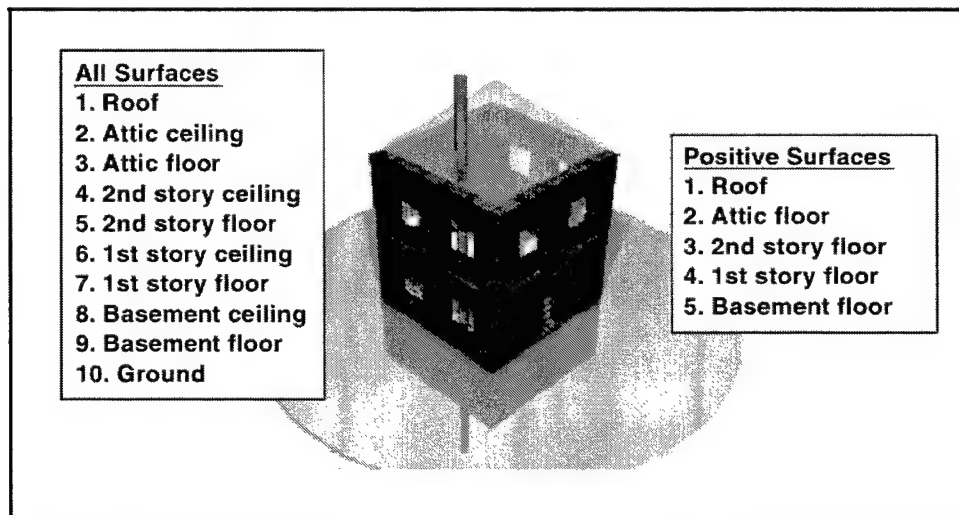 All Surfaces
1. Roof
2. Attic ceiling
3. Attic floor
4. 2nd story ceiling
5. 2nd story floor
6. 1st story ceiling
7. 1st story floor
8. Basement ceiling
9. Basement floor
10. Ground
Positive Surfaces
1. Roof
2. Attic floor
3. 2nd story floor
4. 1st story floor
5. Basement floor